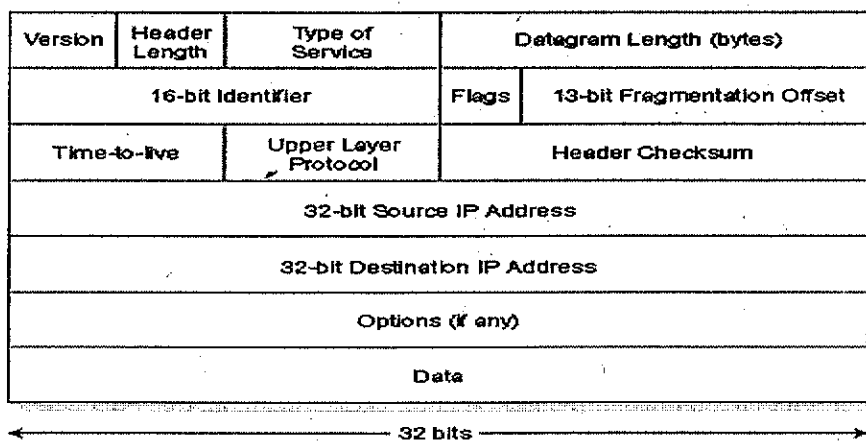 Version Header Length Type of Service Datagram Length (bytes)
16-bit Identifier Flags 13-bit Fragmentation Offset
Time-to-live Upper Layer Protocol Header Checksum
32-bit Source IP Address
32-bit Destination IP Address
Options (if any)
Data
32 bits